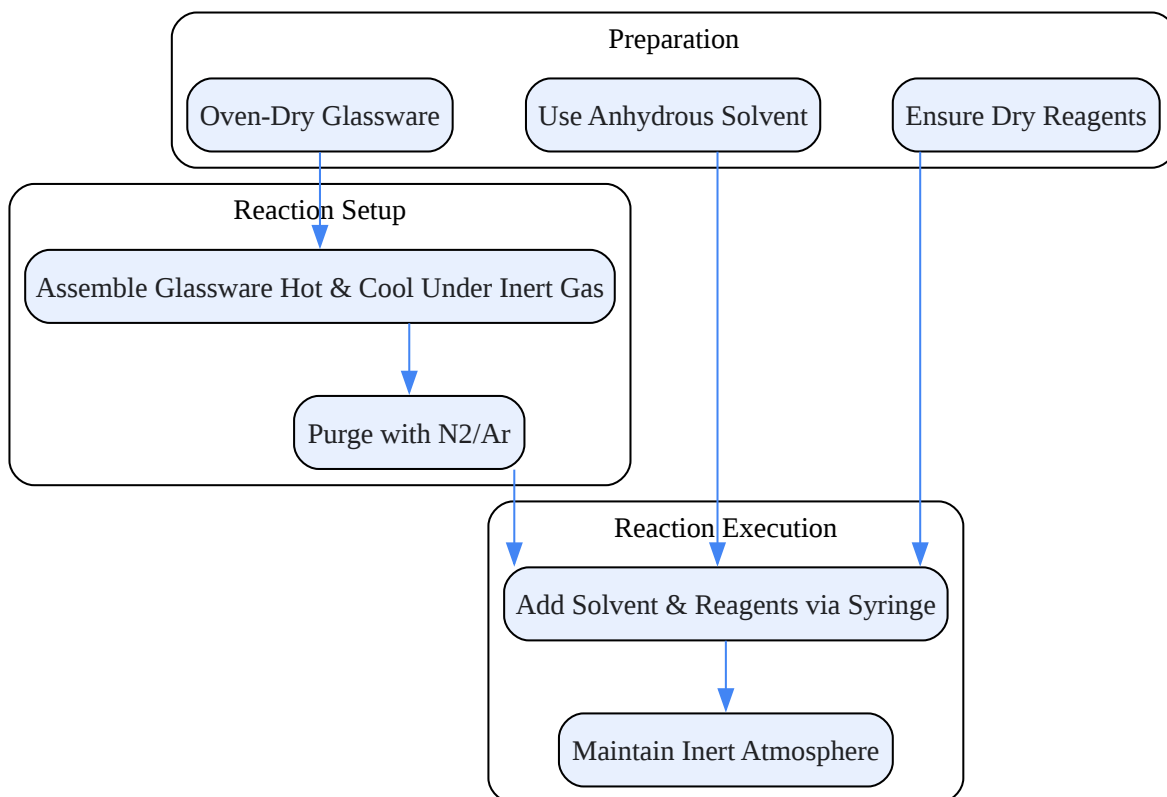 Preparation
Oven-Dry Glassware
Use Anhydrous Solvent
Ensure Dry Reagents
Reaction Setup
Assemble Glassware Hot & Cool Under Inert Gas
Purge with N2/Ar
Reaction Execution
Add Solvent & Reagents via Syringe
Maintain Inert Atmosphere